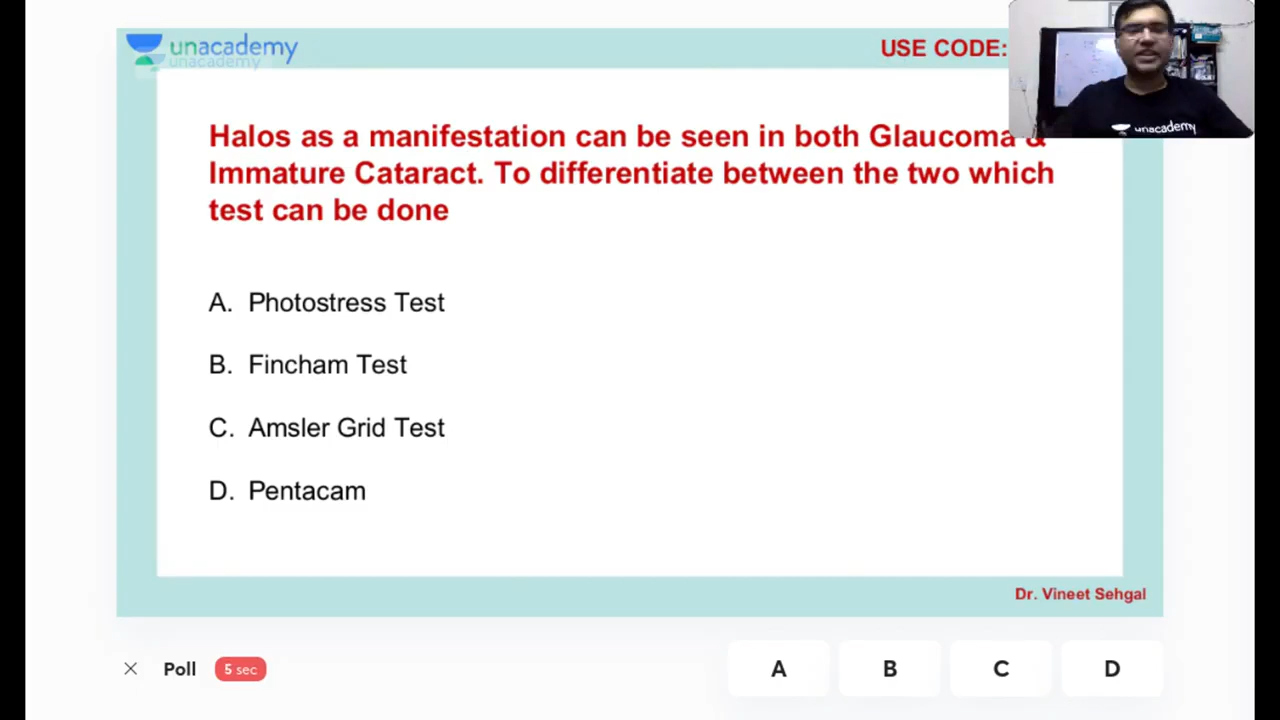 unacademy
unacademy
USE CODE:
unacademy
Halos as a manifestation can be seen in both Glaucoma &
Immature Cataract. To differentiate between the two which
test can be done
A. Photostress Test
B. Fincham Test
C. Amsler Grid Test
D. Pentacam
Dr. Vineet Sehgal
Poll
5 sec
A
B
C
D